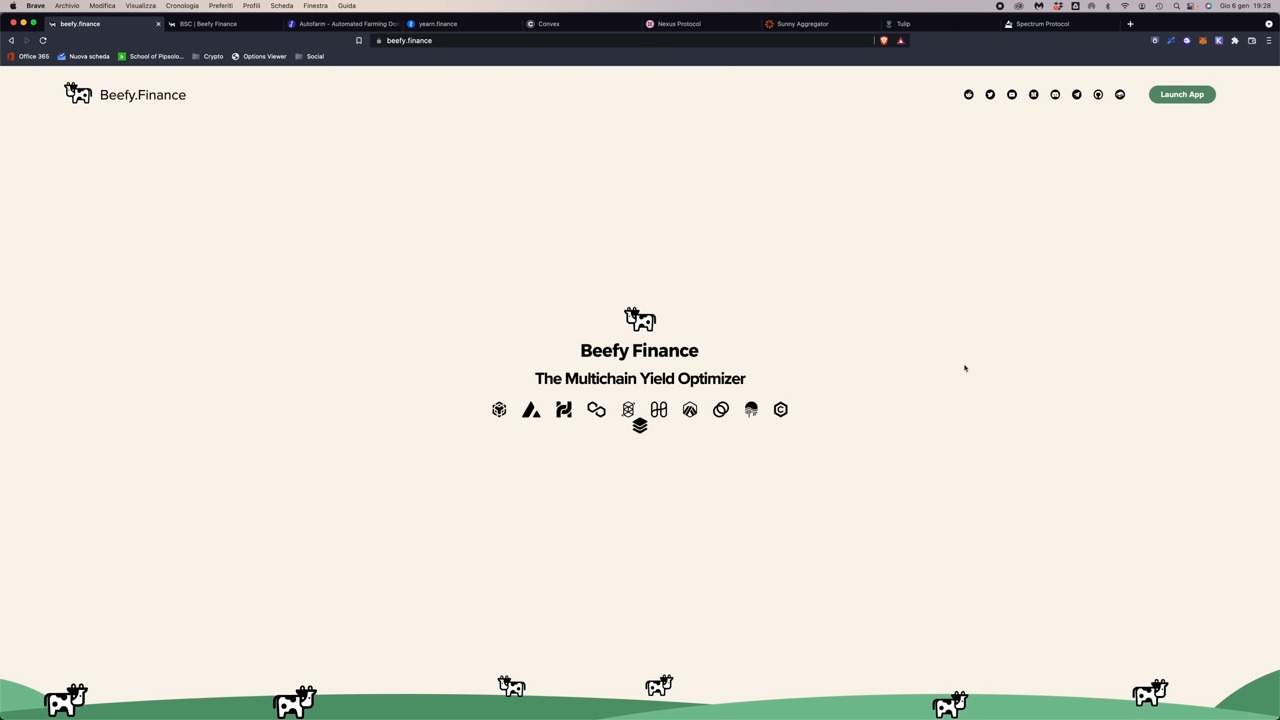 Brave Archivio Modifica Visualizza Cronologia Preferiti Profili Scheda Finestra Guida Gio 6 gen 19:28
beefy.finance BSC | Beefy Finance Autofarm - Automated Farming Do yearn.finance Convex Nexus Protocol Sunny Aggregator Tulip Spectrum Protocol
beefy.finance
Office 365 Nuova scheda School of Pipsolo... Crypto Options Viewer Social
Beefy.Finance Launch App
Beefy Finance
The Multichain Yield Optimizer